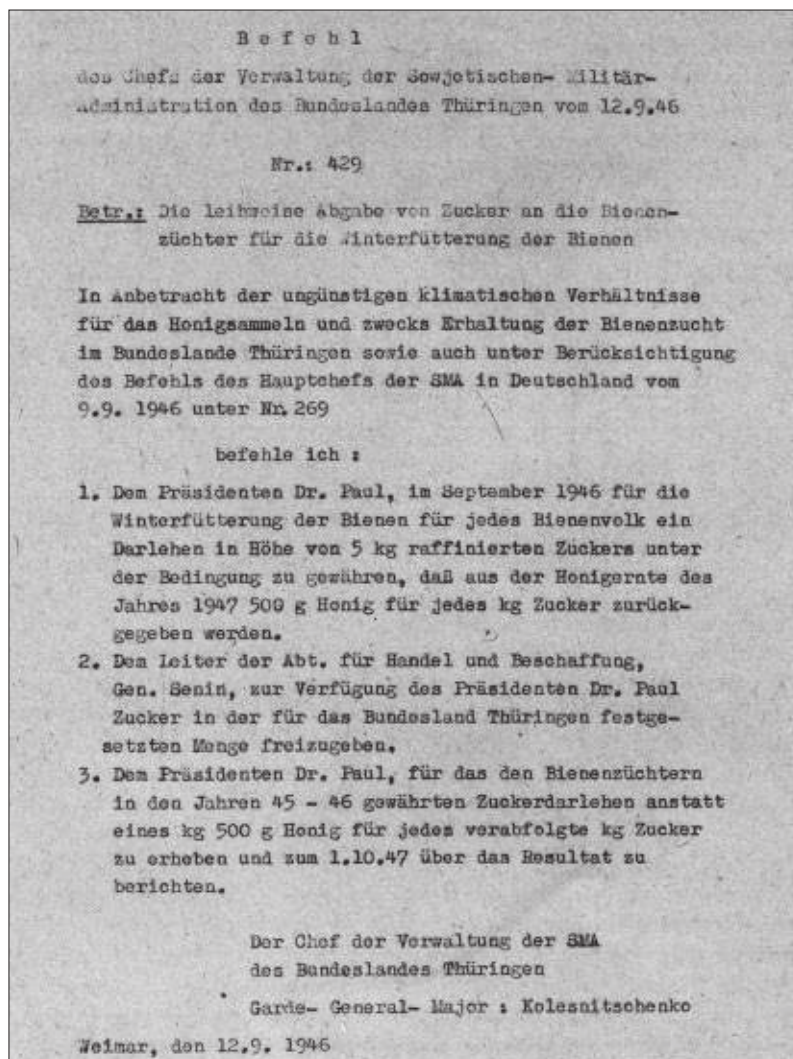 B e f e h l
des Chefs der Verwaltung der Sowjetischen- Militär-
Administration des Bundeslandes Thüringen vom 12.9.46
Nr.: 429
Betr.: Die leihweise Abgabe von Zucker an die Bienen-
züchter für die Winterfütterung der Bienen
In Anbetracht der ungünstigen klimatischen Verhältnisse
für das Honigsammeln und zwecks Erhaltung der Bienenzucht
im Bundeslande Thüringen sowie auch unter Berücksichtigung
des Befehls des Hauptchefs der SMA in Deutschland vom
9.9. 1946 unter Nr. 269
befehle ich :
1. Dem Präsidenten Dr. Paul, im September 1946 für die
Winterfütterung der Bienen für jedes Bienenvolk ein
Darlehen in Höhe von 5 kg raffinierten Zuckers unter
der Bedingung zu gewähren, daß aus der Honigernte des
Jahres 1947 500 g Honig für jedes kg Zucker zurück-
gegeben werden.
2. Dem Leiter der Abt. für Handel und Beschaffung,
Gen. Senin, zur Verfügung des Präsidenten Dr. Paul
Zucker in der für das Bundesland Thüringen festge-
setzten Menge freizugeben.
3. Dem Präsidenten Dr. Paul, für das den Bienenzüchtern
in den Jahren 45 - 46 gewährten Zuckerdarlehen anstatt
eines kg 500 g Honig für jedes verabfolgte kg Zucker
zu erheben und zum 1.10.47 über das Resultat zu
berichten.
Der Chef der Verwaltung der SMA
des Bundeslandes Thüringen
Garde- General- Major : Kolesnitschenko
Weimar, den 12.9. 1946